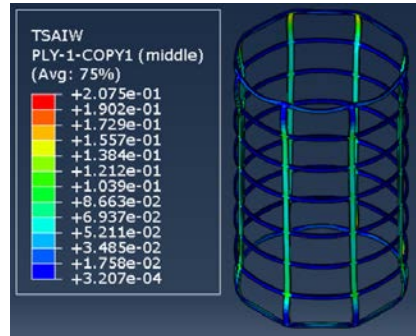 TSAIW
PLY-1-COPY1 (middle)
(Avg: 75%)
+2.075e-01
+1.902e-01
+1.729e-01
+1.557e-01
+1.384e-01
+1.212e-01
+1.039e-01
+8.663e-02
+6.937e-02
+5.211e-02
+3.485e-02
+1.758e-02
+3.207e-04